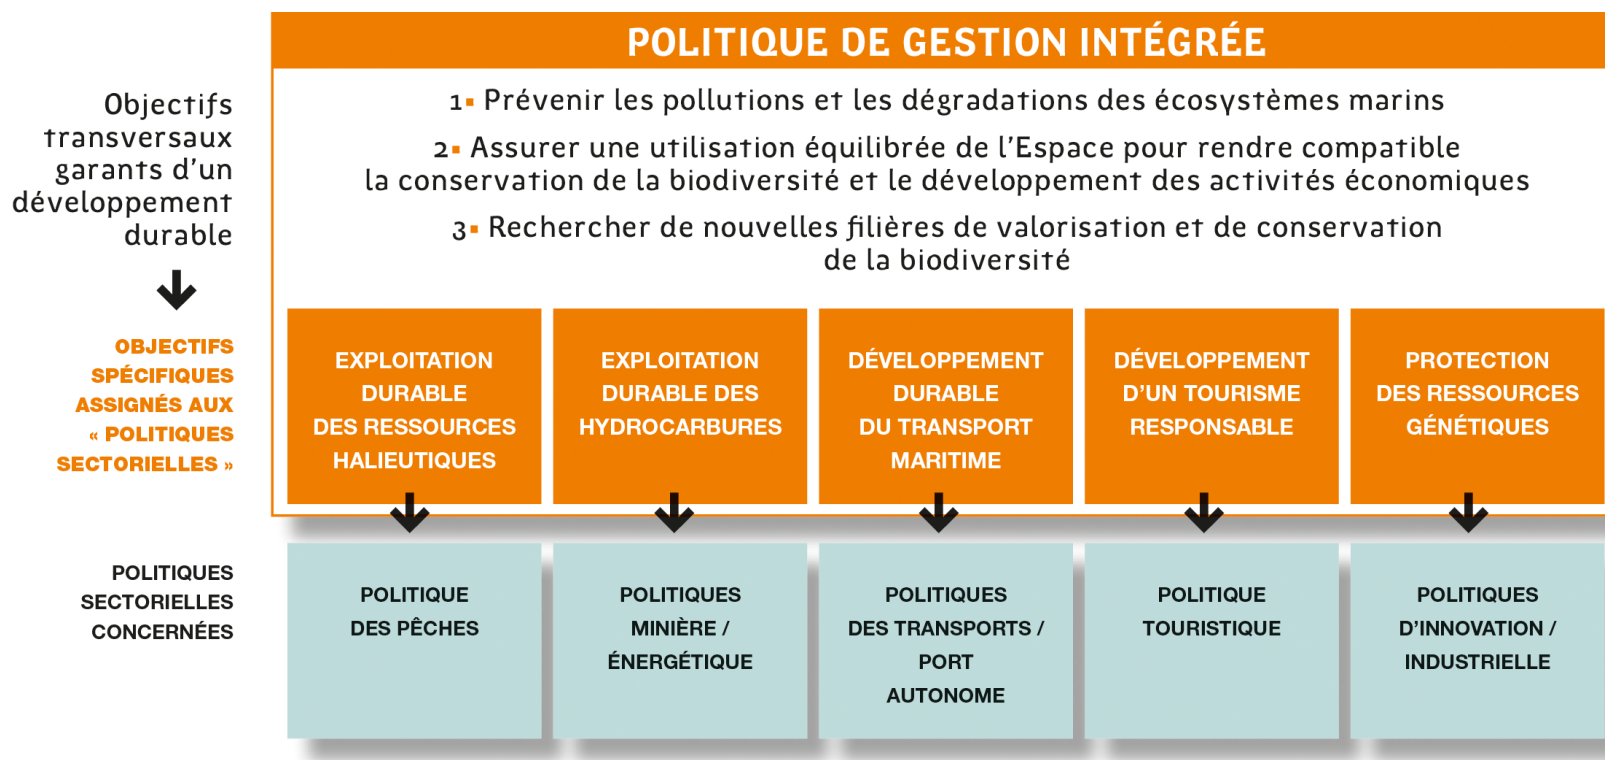 POLITIQUE DE GESTION INTÉGRÉE
Objectifs
transversaux
garants d'un
développement
durable
1▪ Prévenir les pollutions et les dégradations des écosystèmes marins
2▪ Assurer une utilisation équilibrée de l'Espace pour rendre compatible
la conservation de la biodiversité et le développement des activités économiques
3▪ Rechercher de nouvelles filières de valorisation et de conservation
de la biodiversité
OBJECTIFS
SPÉCIFIQUES
ASSIGNÉS AUX
« POLITIQUES
SECTORIELLES »
EXPLOITATION
DURABLE
DES RESSOURCES
HALIEUTIQUES
EXPLOITATION
DURABLE DES
HYDROCARBURES
DÉVELOPPEMENT
DURABLE
DU TRANSPORT
MARITIME
DÉVELOPPEMENT
D'UN TOURISME
RESPONSABLE
PROTECTION
DES RESSOURCES
GÉNÉTIQUES
POLITIQUES
SECTORIELLES
CONCERNÉES
POLITIQUE
DES PÊCHES
POLITIQUES
MINIÈRE /
ÉNERGÉTIQUE
POLITIQUES
DES TRANSPORTS /
PORT
AUTONOME
POLITIQUE
TOURISTIQUE
POLITIQUES
D'INNOVATION /
INDUSTRIELLE